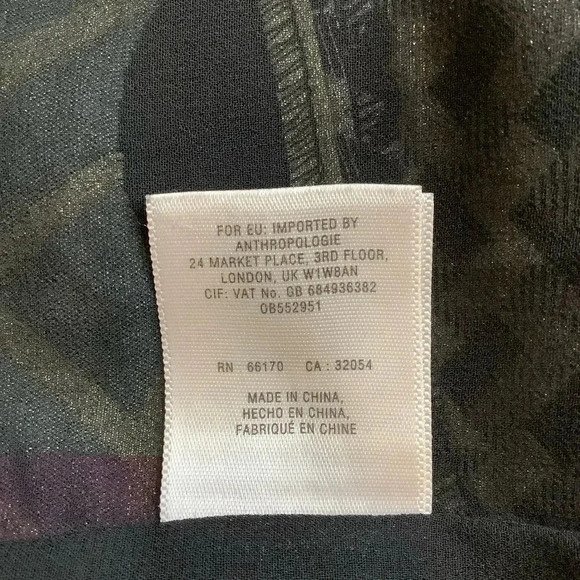 FOR EU: IMPORTED BY
ANTHROPOLOGIE
24 MARKET PLACE, 3RD FLOOR,
LONDON, UK W1W8AN
CIF: VAT No. GB 684936382
OB552951
RN 66170 CA : 32054
MADE IN CHINA,
HECHO EN CHINA,
FABRIQUÉ EN CHINE